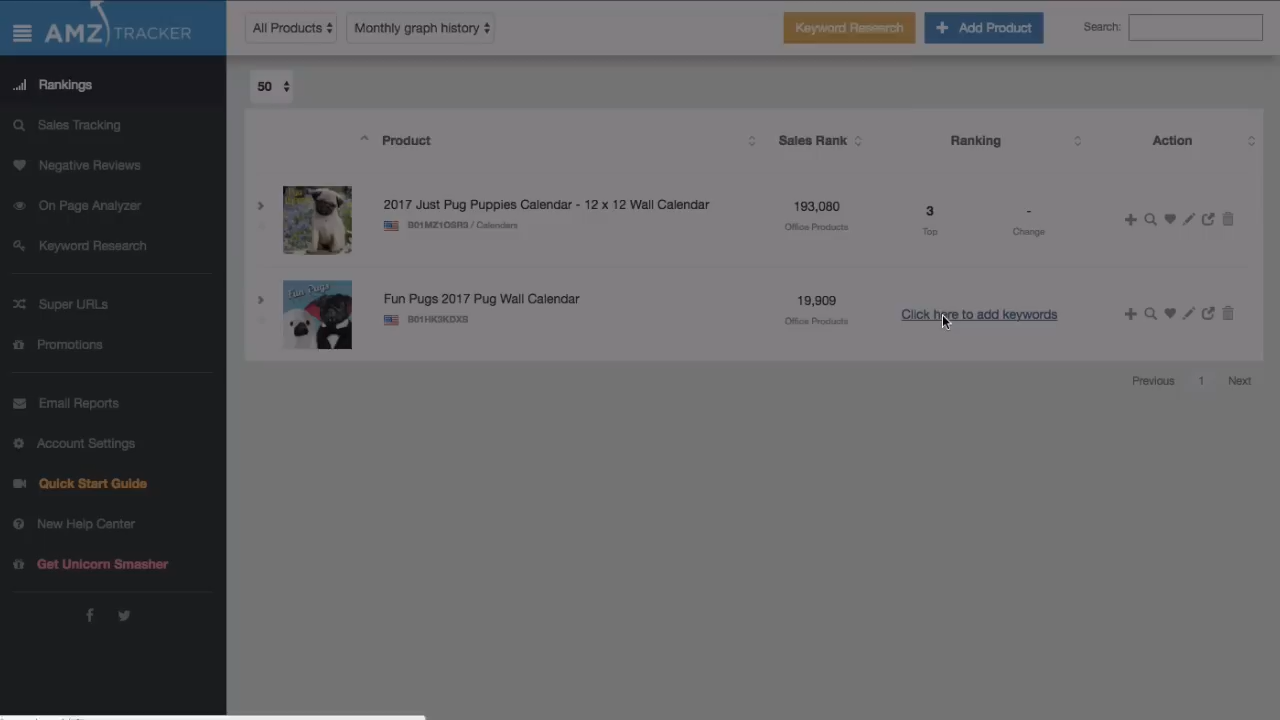 AMZ TRACKER
All Products
Monthly graph history
Keyword Research
+ Add Product
Search:
Rankings
Sales Tracking
Negative Reviews
On Page Analyzer
Keyword Research
Super URLs
Promotions
Email Reports
Account Settings
Quick Start Guide
New Help Center
Get Unicorn Smasher
50
Product
Sales Rank
Ranking
Action
2017 Just Pug Puppies Calendar - 12 x 12 Wall Calendar
/ Calendars
193,080
Office Products
3
Top
-
Change
Fun Pugs
Fun Pugs 2017 Pug Wall Calendar
19,909
Office Products
Click here to add keywords
Previous
1
Next